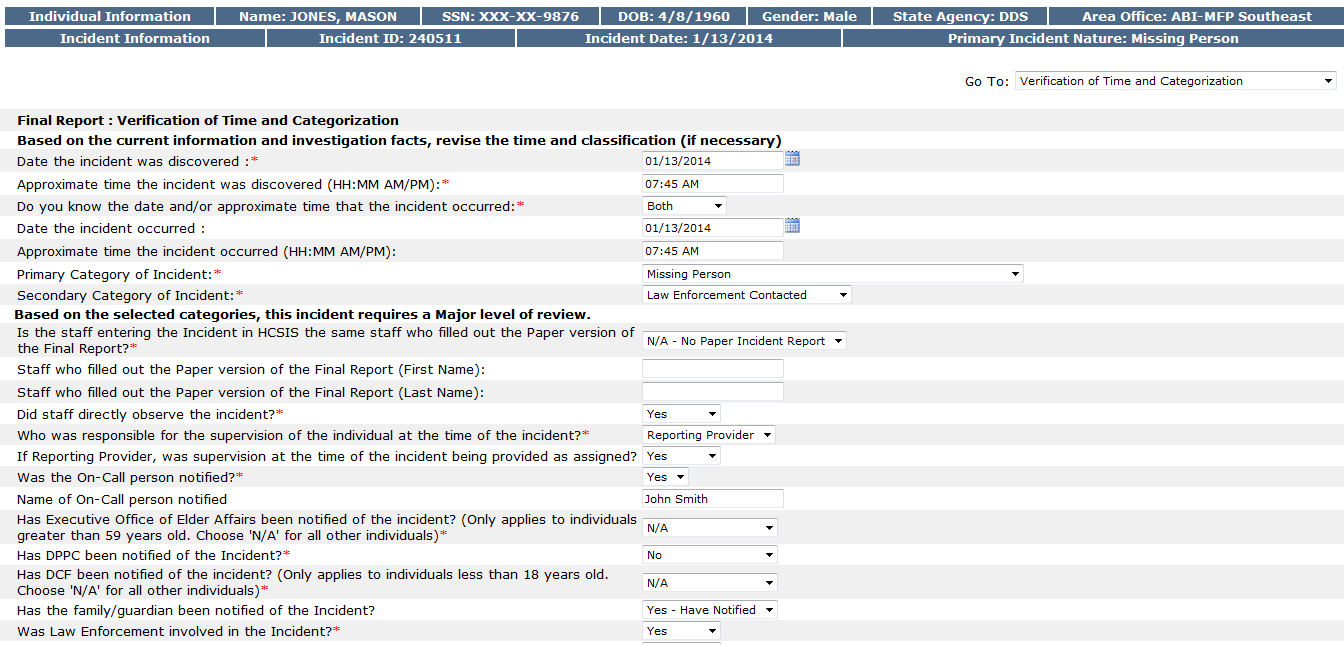 Individual Information Name: JONES, MASON SSN: XXX-XX-9876 DOB: 4/8/1960 Gender: Male State Agency: DDS Area Office: ABI-MFP Southeast
Incident Information Incident ID: 240511 Incident Date: 1/13/2014 Primary Incident Nature: Missing Person
Go To: Verification of Time and Categorization
Final Report : Verification of Time and Categorization
Based on the current information and investigation facts, revise the time and classification (if necessary)
Date the incident was discovered :* 01/13/2014
Approximate time the incident was discovered (HH:MM AM/PM):* 07:45 AM
Do you know the date and/or approximate time that the incident occurred:* Both
Date the incident occurred : 01/13/2014
Approximate time the incident occurred (HH:MM AM/PM): 07:45 AM
Primary Category of Incident:* Missing Person
Secondary Category of Incident:* Law Enforcement Contacted
Based on the selected categories, this incident requires a Major level of review.
Is the staff entering the Incident in HCSIS the same staff who filled out the Paper version of
the Final Report?* N/A - No Paper Incident Report
Staff who filled out the Paper version of the Final Report (First Name):
Staff who filled out the Paper version of the Final Report (Last Name):
Did staff directly observe the incident?* Yes
Who was responsible for the supervision of the individual at the time of the incident?* Reporting Provider
If Reporting Provider, was supervision at the time of the incident being provided as assigned? Yes
Was the On-Call person notified?* Yes
Name of On-Call person notified John Smith
Has Executive Office of Elder Affairs been notified of the incident? (Only applies to individuals
greater than 59 years old. Choose 'N/A' for all other individuals)* N/A
Has DPPC been notified of the Incident?* No
Has DCF been notified of the incident? (Only applies to individuals less than 18 years old.
Choose 'N/A' for all other individuals)* N/A
Has the family/guardian been notified of the Incident? Yes - Have Notified
Was Law Enforcement involved in the Incident?* Yes